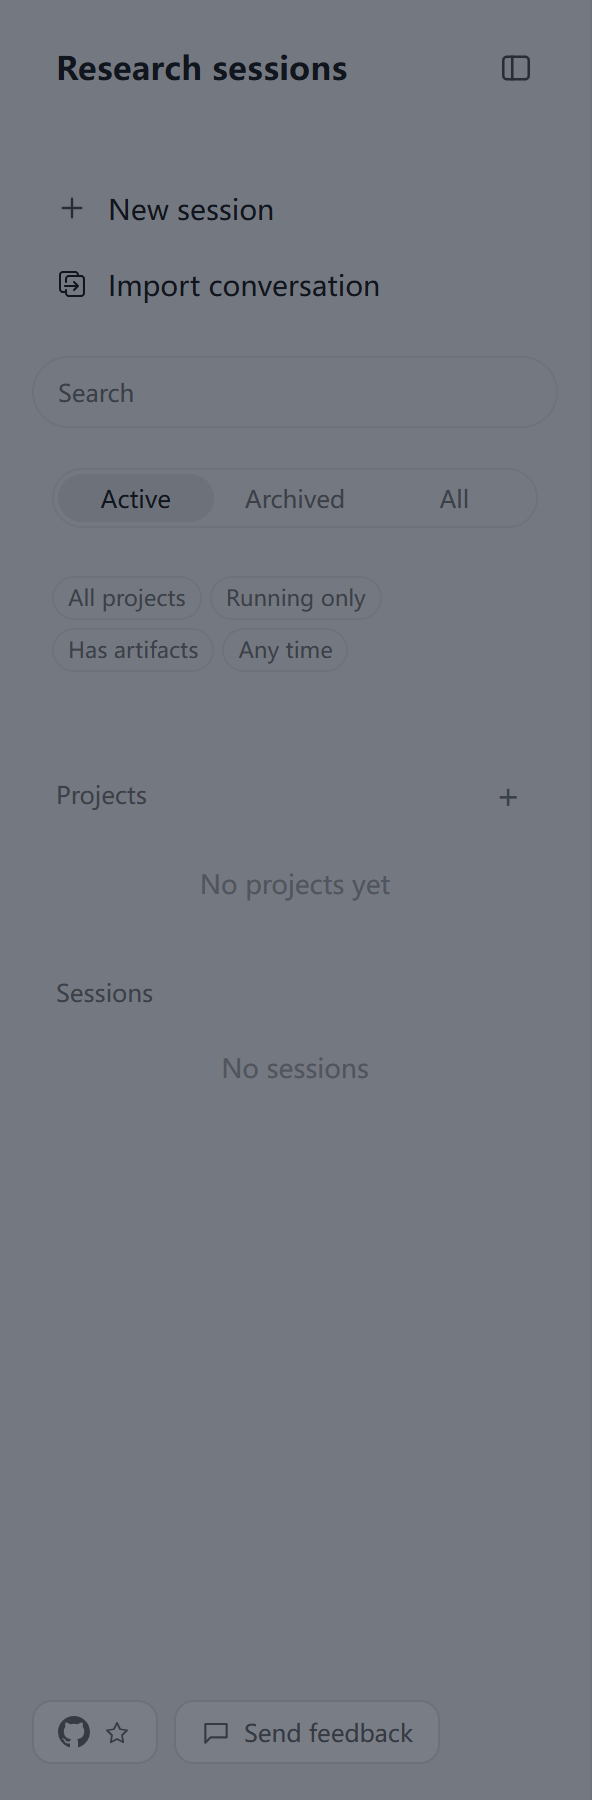 Research sessions
New session
Import conversation
Search
Active Archived All
All projects Running only
Has artifacts Any time
Projects
No projects yet
Sessions
No sessions
Send feedback